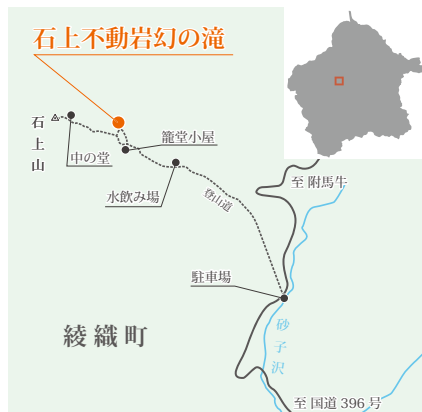 石上不動岩幻の滝
石上山
籠堂小屋
中の堂
至 附馬牛
水飲み場
登山道
駐車場
砂子沢
綾織町
至 国道 396 号